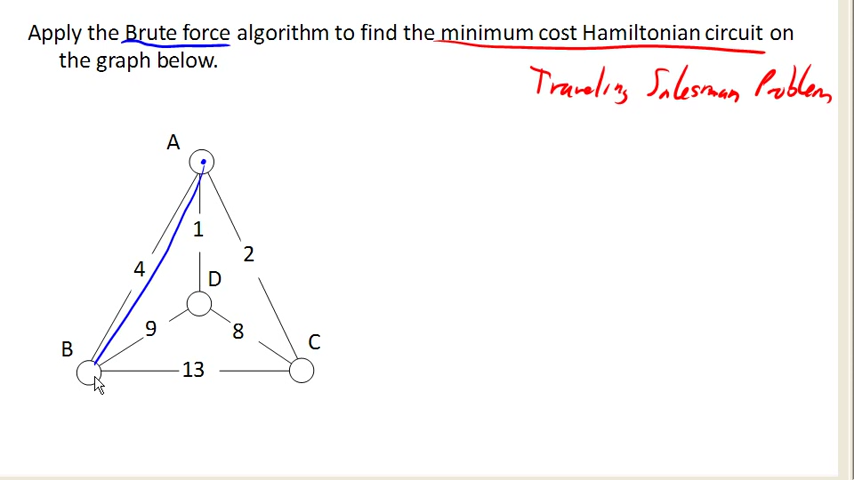 Apply the Brute force algorithm to find the minimum cost Hamiltonian circuit on
the graph below.
Traveling Salesman Problem
A
1
2
4
D
9
8
B
C
13